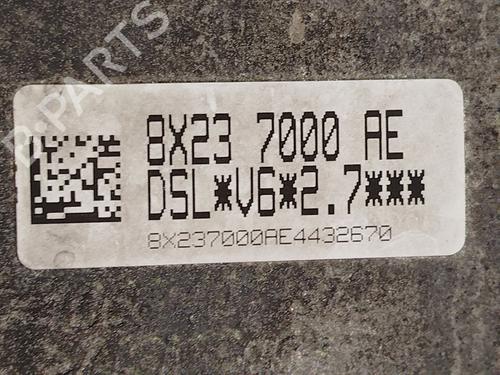 B-PARTS
8X23 7000 AE
DSL*V6*2.7***
8X237000AE4432670